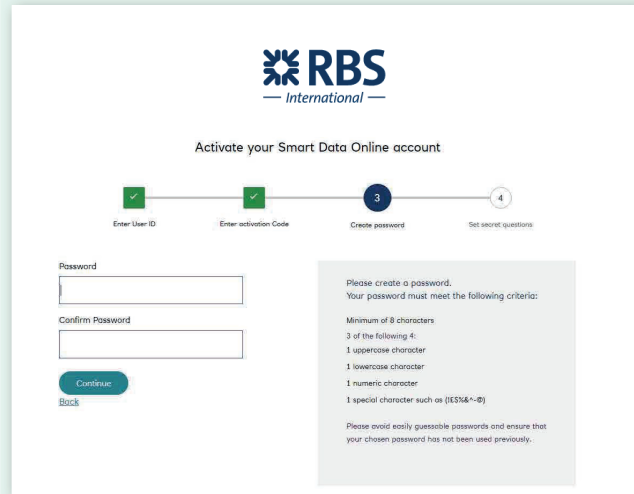 RBS
International
Activate your Smart Data Online account
3
4
Enter User ID
Enter activation Code
Create password
Set secret questions
Password
Confirm Password
Continue
Back
Please create a password.
Your password must meet the following criteria:
Minimum of 8 characters
3 of the following 4:
1 uppercase character
1 lowercase character
1 numeric character
1 special character such as (!£$%&^-@)
Please avoid easily guessable passwords and ensure that
your chosen password has not been used previously.